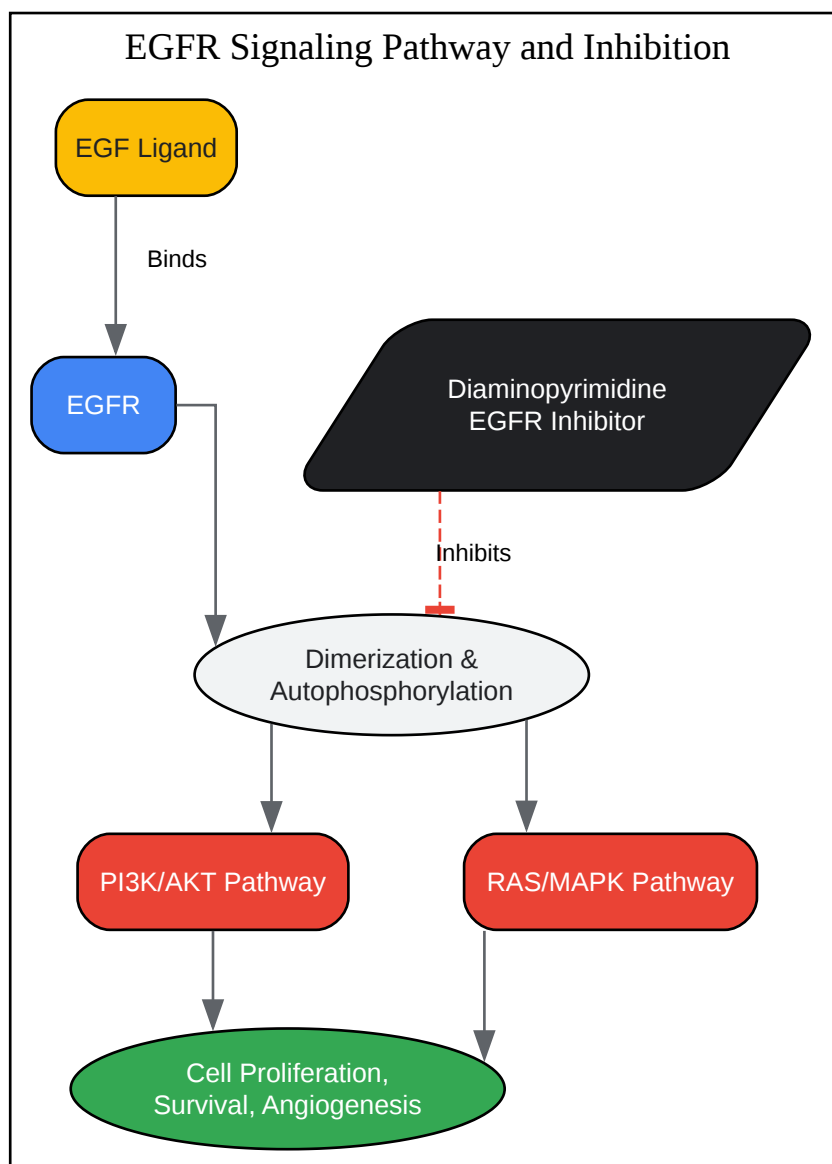 EGFR Signaling Pathway and Inhibition
EGF Ligand
Binds
Diaminopyrimidine
EGFR Inhibitor
EGFR
Inhibits
Dimerization &
Autophosphorylation
PI3K/AKT Pathway
RAS/MAPK Pathway
Cell Proliferation,
Survival, Angiogenesis